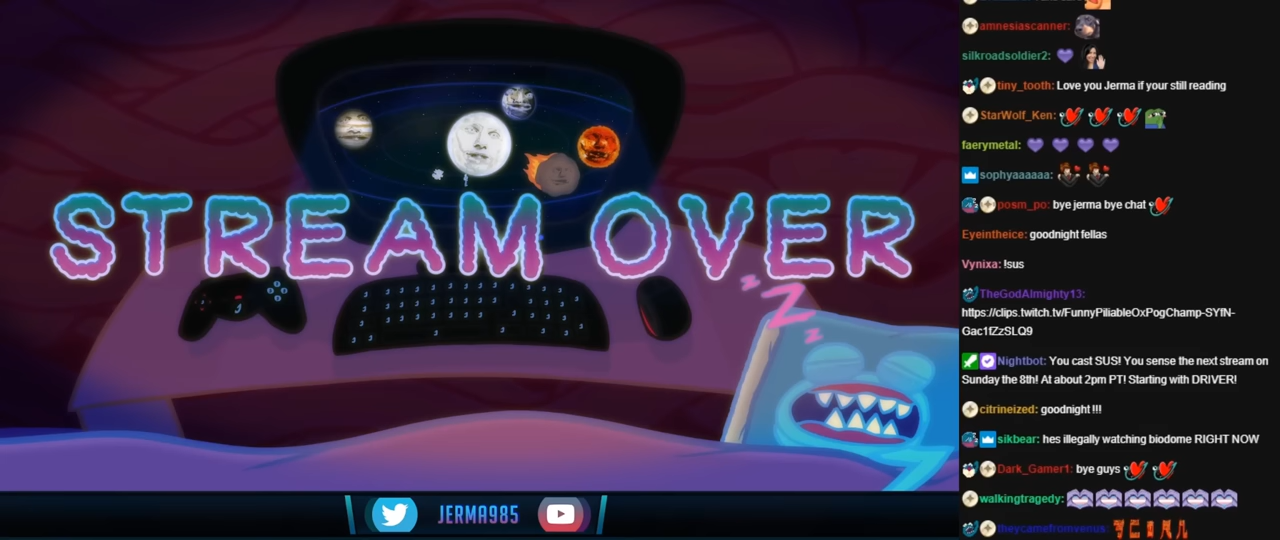 STREAM OVER
z
Z
z
JERMA985
amnesiascanner:
silkroadsoldier2:
tiny_tooth: Love you Jerma if your still reading
StarWolf_Ken:
faerymetal:
sophyaaaaaa:
posm_po: bye jerma bye chat
Eyeintheice: goodnight fellas
Vynixa: !sus
TheGodAlmighty13:
https://clips.twitch.tv/FunnyPiliableOxPogChamp-SYfN-
Gac1fZzSLQ9
Nightbot: You cast SUS! You sense the next stream on
Sunday the 8th! At about 2pm PT! Starting with DRIVER!
citrineized: goodnight !!!
sikbear: hes illegally watching biodome RIGHT NOW
Dark_Gamer1: bye guys
walkingtragedy:
theycamefromvenus: